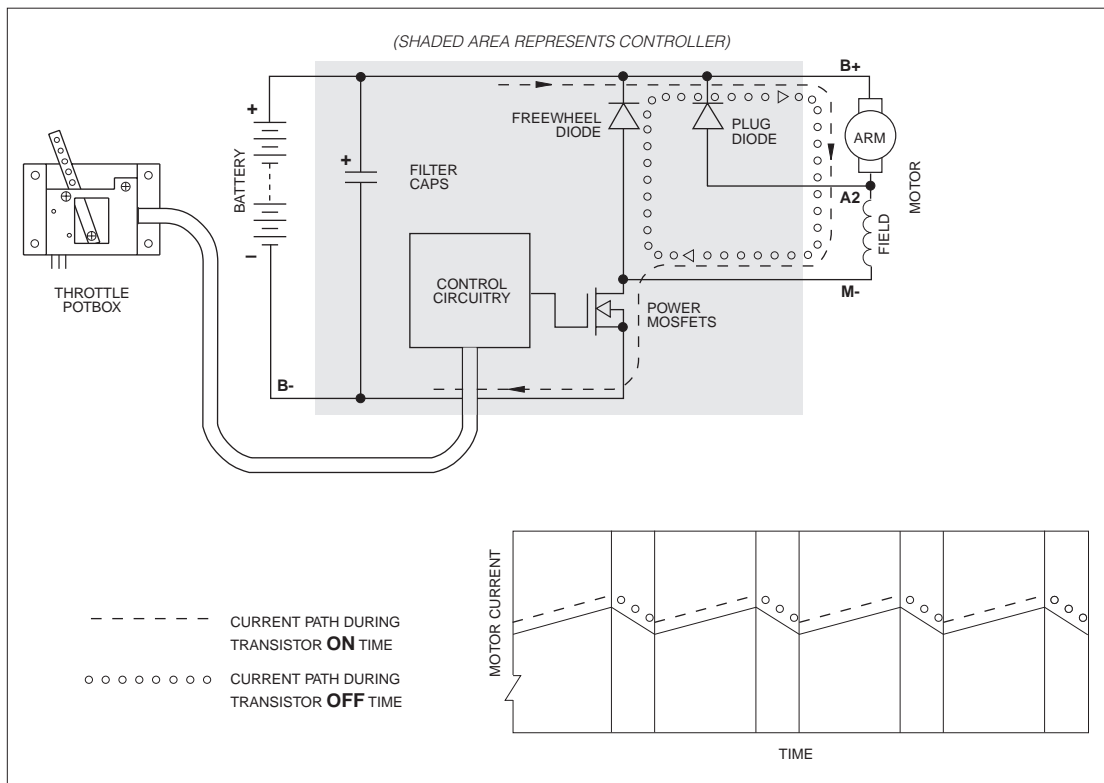 (SHADED AREA REPRESENTS CONTROLLER)
B+
+
FREEWHEEL
DIODE
PLUG
DIODE
ARM
BATTERY
+
FILTER
CAPS
A2
MOTOR
FIELD
–
THROTTLE
POTBOX
CONTROL
CIRCUITRY
M-
POWER
MOSFETS
B-
MOTOR CURRENT
CURRENT PATH DURING
TRANSISTOR ON TIME
CURRENT PATH DURING
TRANSISTOR OFF TIME
TIME